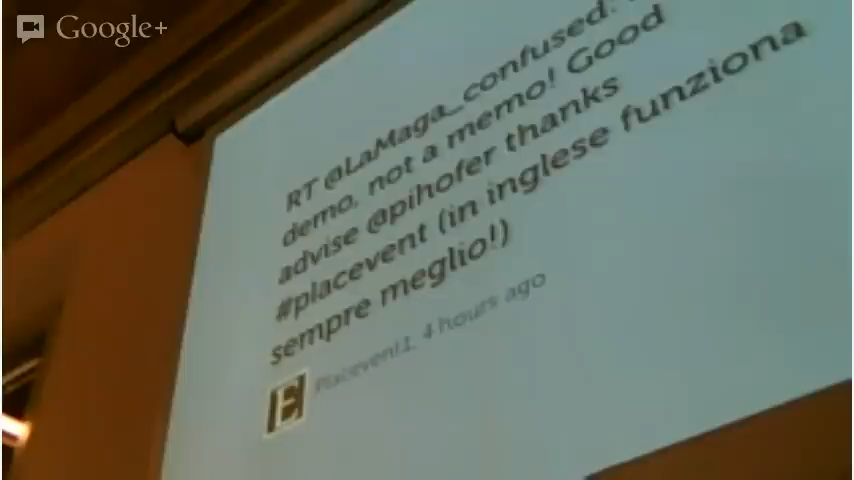 Google+
RT @LaMaga_confused:
demo, not a memo! Good
advise @pihofer thanks
#placevent (in inglese funziona
sempre meglio!)
Placevent1, 4 hours ago
E